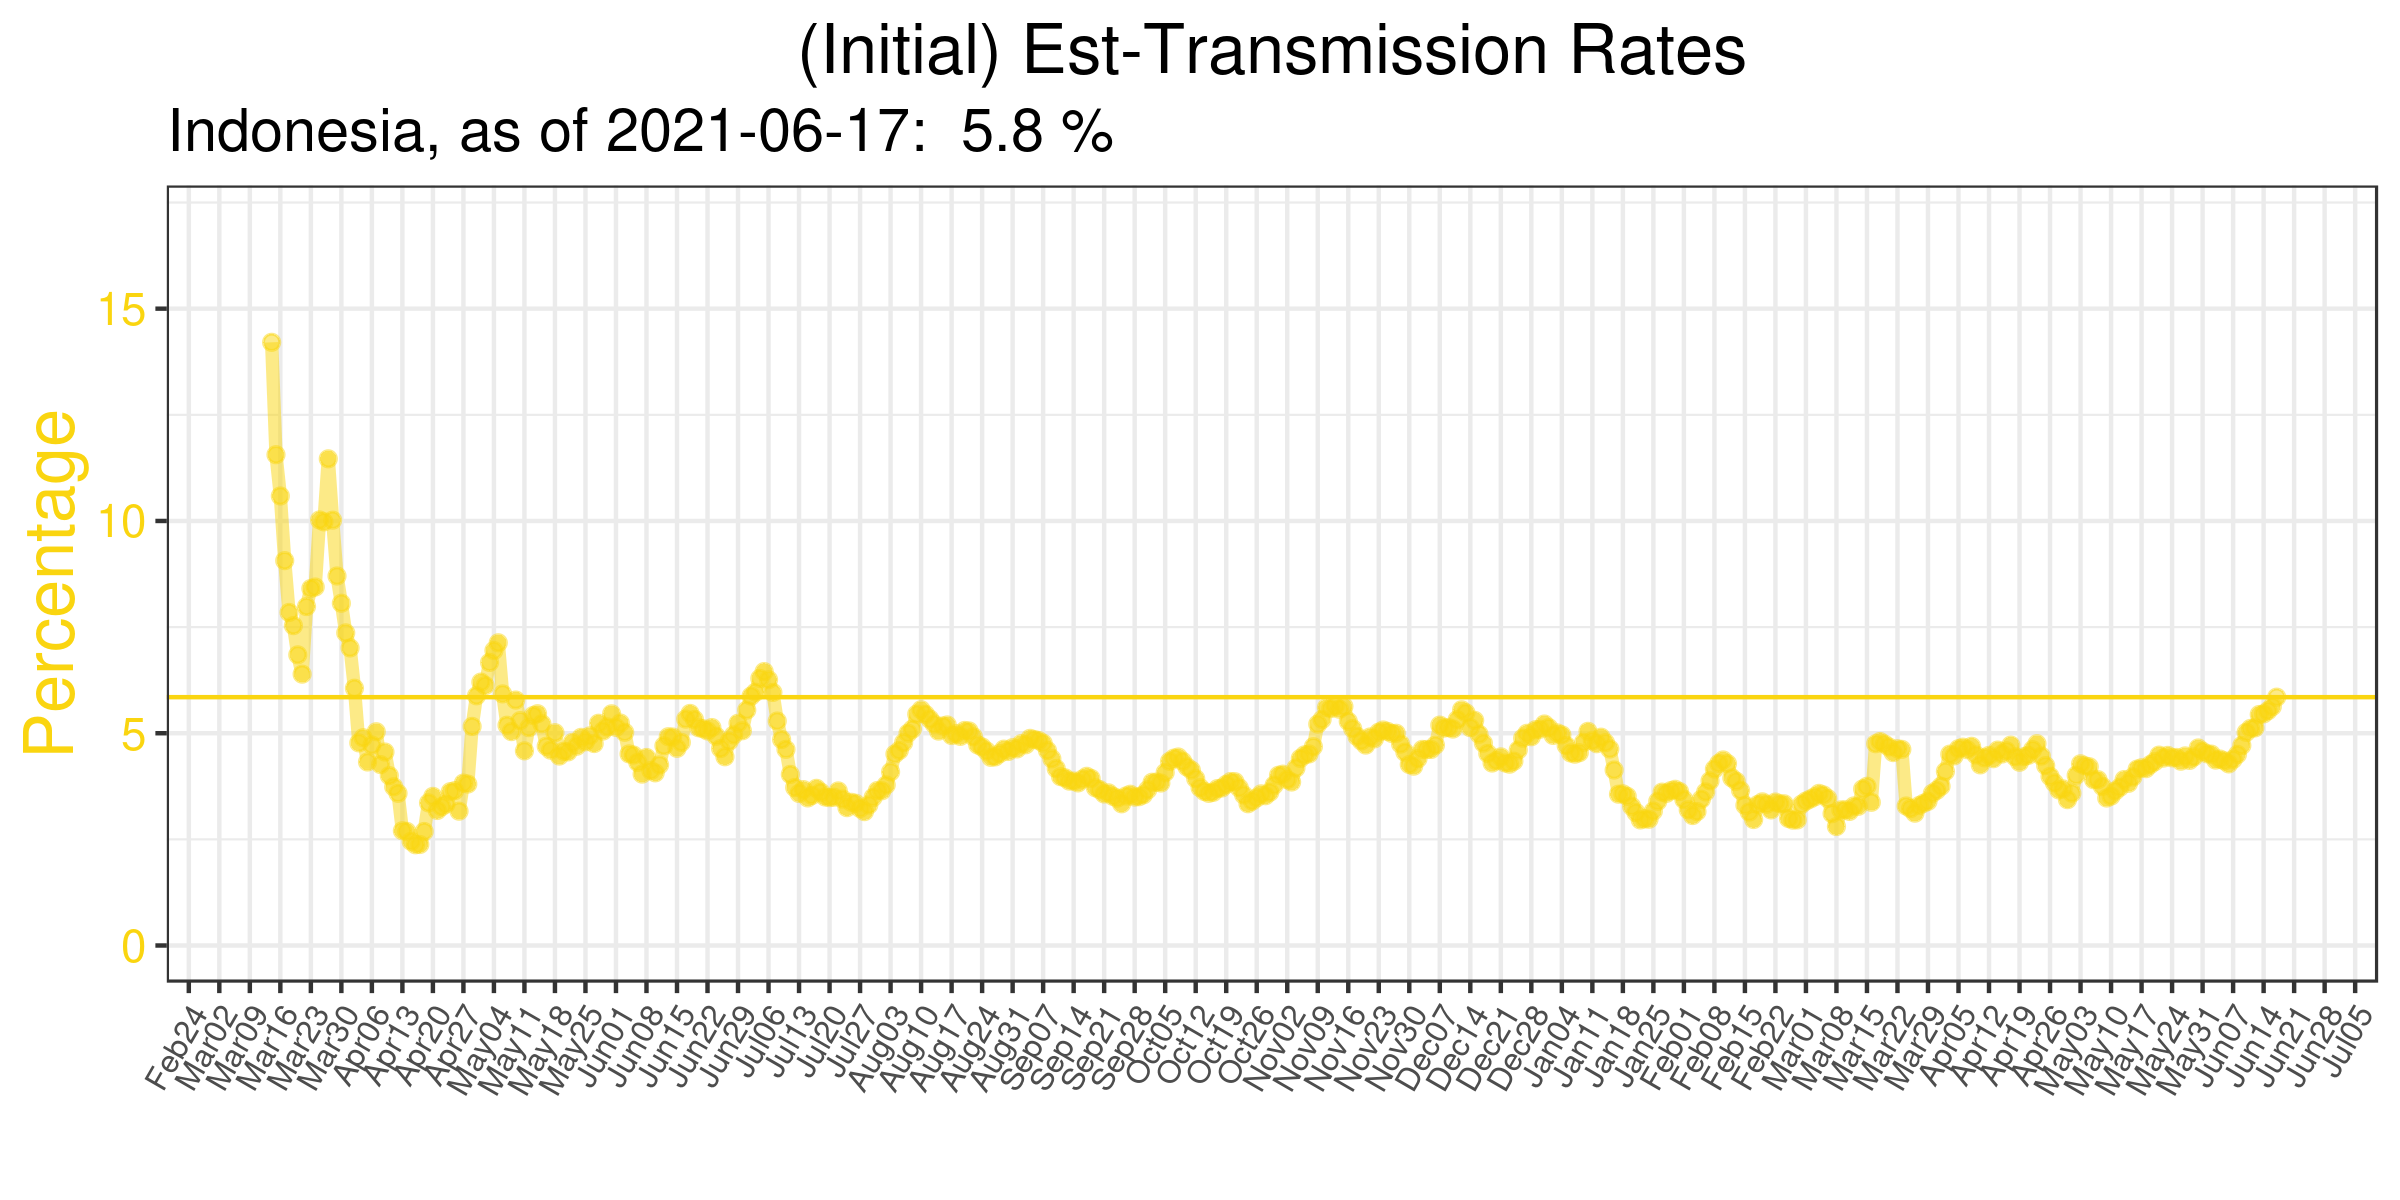 (Initial) Est-Transmission Rates
Indonesia, as of 2021-06-17:  5.8 %
Percentage
15
10
5
0
Feb24
Mar02
Mar09
Mar16
Mar23
Mar30
Apr06
Apr13
Apr20
Apr27
May04
May11
May18
May25
Jun01
Jun08
Jun15
Jun22
Jun29
Jul06
Jul13
Jul20
Jul27
Aug03
Aug10
Aug17
Aug24
Aug31
Sep07
Sep14
Sep21
Sep28
Oct05
Oct12
Oct19
Oct26
Nov02
Nov09
Nov16
Nov23
Nov30
Dec07
Dec14
Dec21
Dec28
Jan04
Jan11
Jan18
Jan25
Feb01
Feb08
Feb15
Feb22
Mar01
Mar08
Mar15
Mar22
Mar29
Apr05
Apr12
Apr19
Apr26
May03
May10
May17
May24
May31
Jun07
Jun14
Jun21
Jun28
Jul05